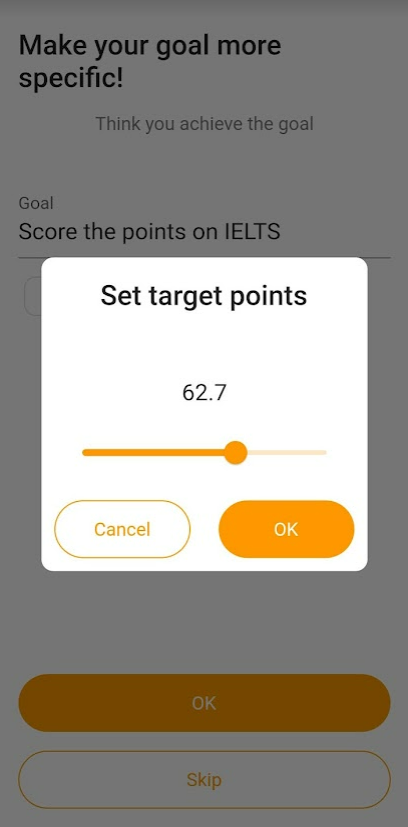 Make your goal more
specific!
Think you achieve the goal
Goal
Score the points on IELTS
Set target points
62.7
Cancel
OK
OK
Skip